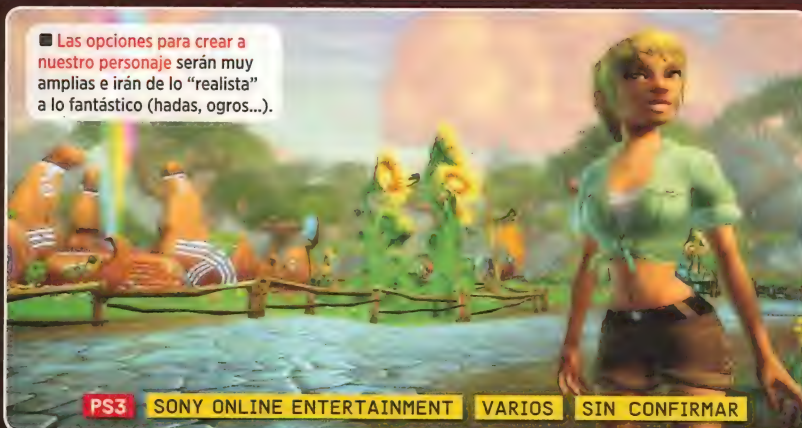 ■ Las opciones para crear a
nuestro personaje serán muy
amplias e irán de lo "realista"
a lo fantástico (hadas, ogros...).
PS3 SONY ONLINE ENTERTAINMENT VARIOS SIN CONFIRMAR